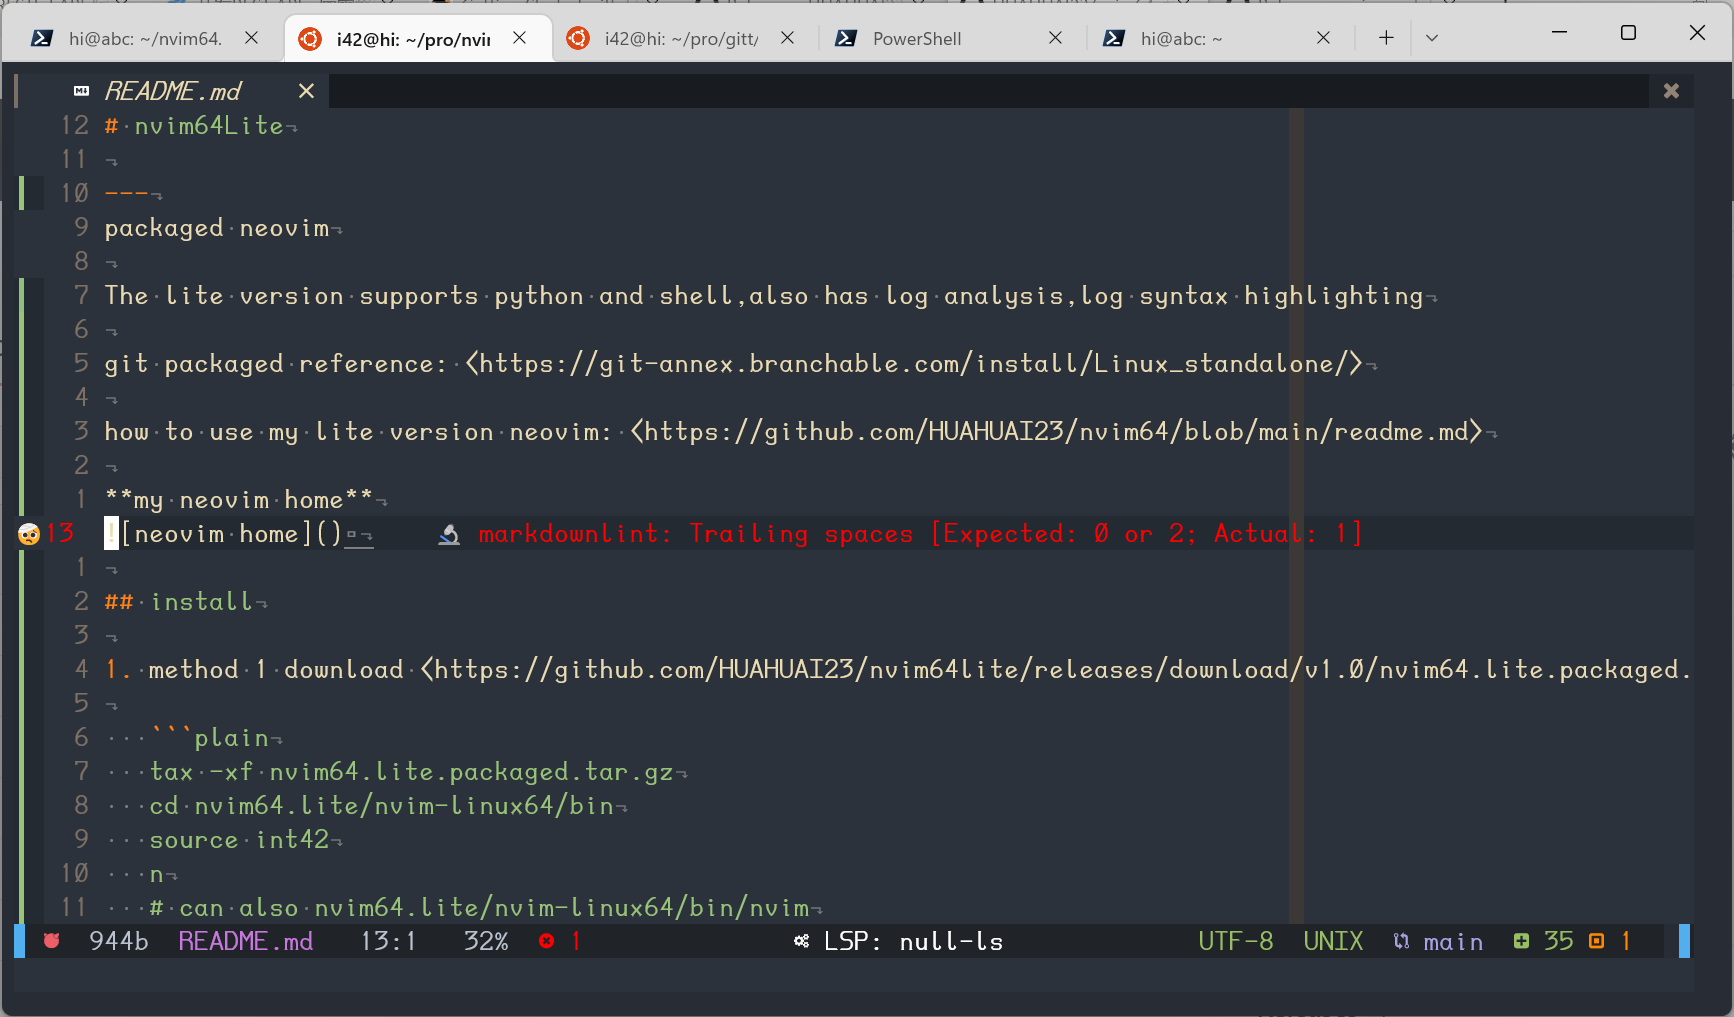 hi@abc: ~/nvim64.
i42@hi: ~/pro/nvii
i42@hi: ~/pro/gitt/
PowerShell
hi@abc: ~
README.md
12 # nvim64Lite
11
10 ---
9 packaged neovim
8
7 The lite version supports python and shell,also has log analysis,log syntax highlighting
6
5 git packaged reference: <https://git-annex.branchable.com/install/Linux_standalone/>
4
3 how to use my lite version neovim: <https://github.com/HUAHUAI23/nvim64/blob/main/readme.md>
2
1 **my neovim home**
13 ![neovim home]() markdownlint: Trailing spaces [Expected: 0 or 2; Actual: 1]
1
2 ## install
3
4 1. method 1 download <https://github.com/HUAHUAI23/nvim64lite/releases/download/v1.0/nvim64.lite.packaged.
5
6 ```plain
7 tax -xf nvim64.lite.packaged.tar.gz
8 cd nvim64.lite/nvim-linux64/bin
9 source int42
10 n
11 # can also nvim64.lite/nvim-linux64/bin/nvim
944b README.md 13:1 32% 1 LSP: null-ls UTF-8 UNIX main 35 1